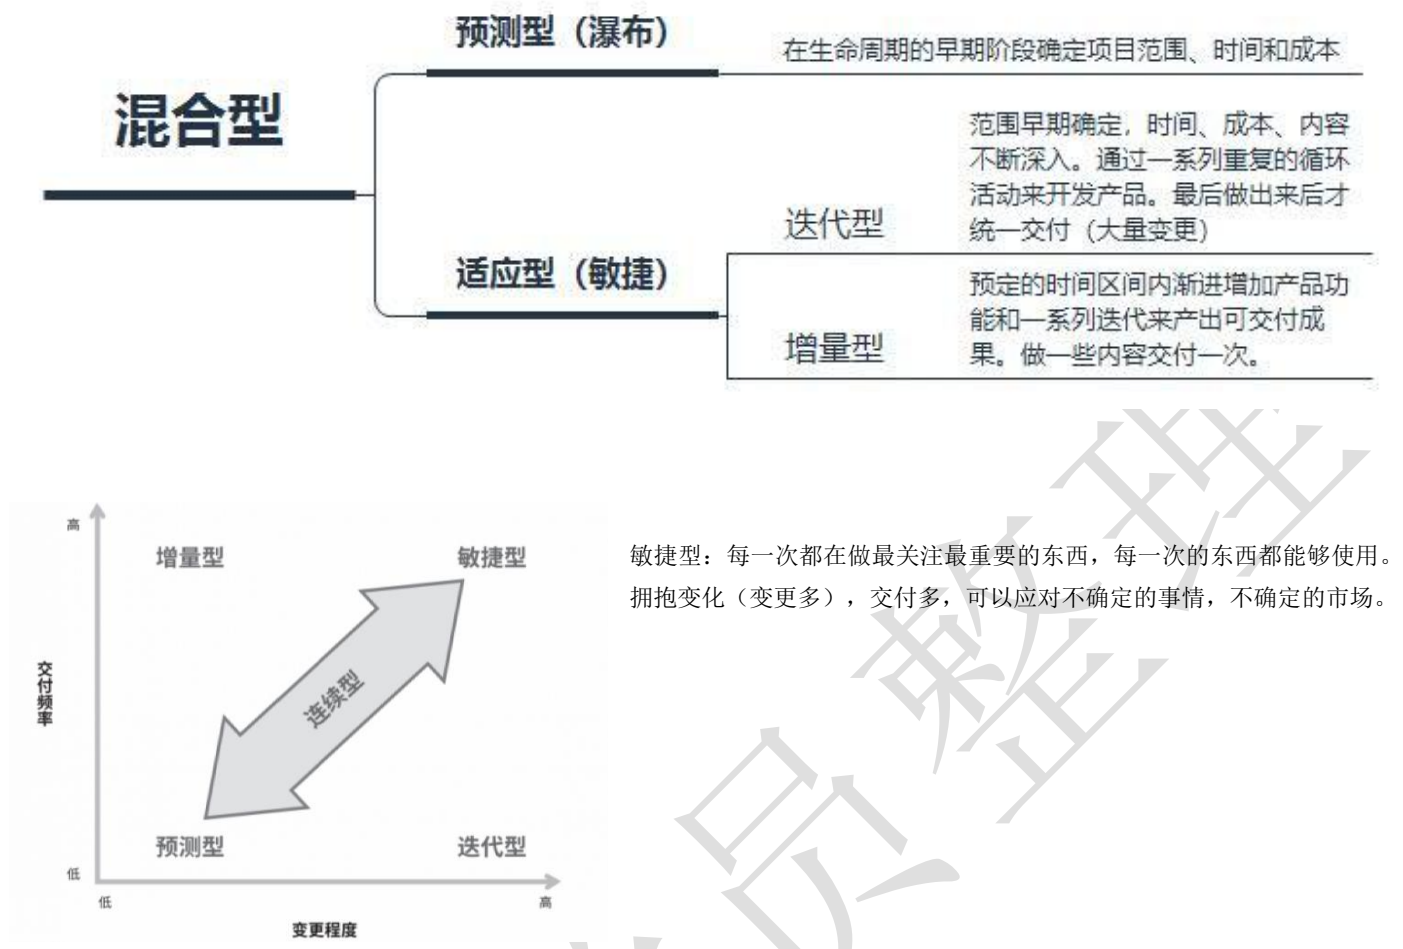 预测型（瀑布）
在生命周期的早期阶段确定项目范围、时间和成本
混合型
范围早期确定，时间、成本、内容
不断深入。通过一系列重复的循环
活动来开发产品。最后做出来后才
统一交付（大量变更）
迭代型
适应型（敏捷）
预定的时间区间内渐进增加产品功
能和一系列迭代来产出可交付成
果。做一些内容交付一次。
增量型
高
增量型
敏捷型
敏捷型：每一次都在做最关注最重要的东西，每一次的东西都能够使用。
拥抱变化（变更多），交付多，可以应对不确定的事情，不确定的市场。
交付频率
连续型
预测型
迭代型
低
低
高
变更程度
员整理